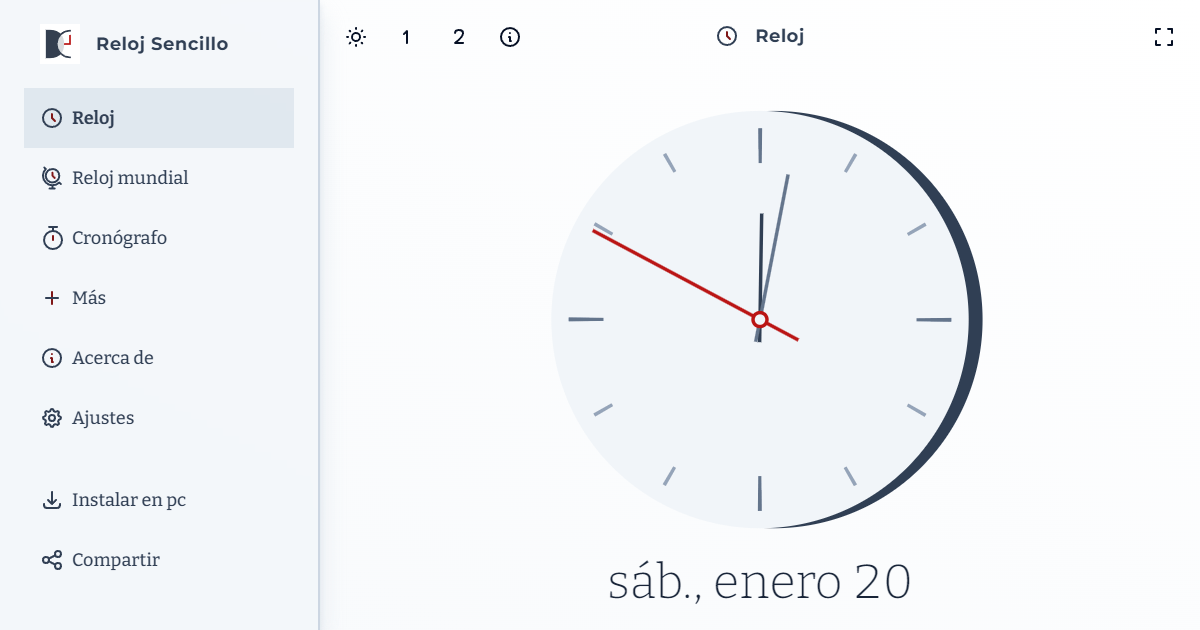 Reloj Sencillo
Reloj
Reloj mundial
Cronógrafo
Más
Acerca de
Ajustes
Instalar en pc
Compartir
1 2
Reloj
sáb., enero 20